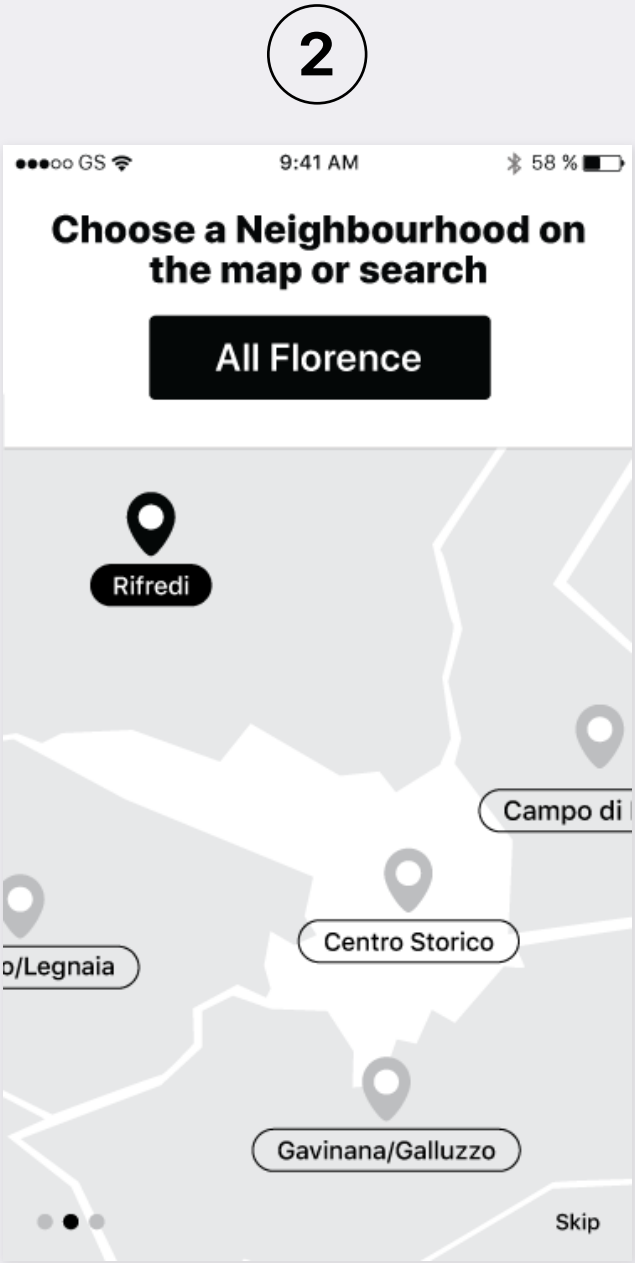 2
GS
9:41 AM
58 %
Choose a Neighbourhood on
the map or search
All Florence
Rifredi
Campo di
Centro Storico
o/Legnaia
Gavinana/Galluzzo
Skip